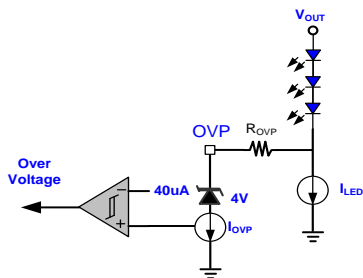 VOUT
OVP
ROVP
Over
Voltage
40uA
4V
IOVP
ILED
−
+